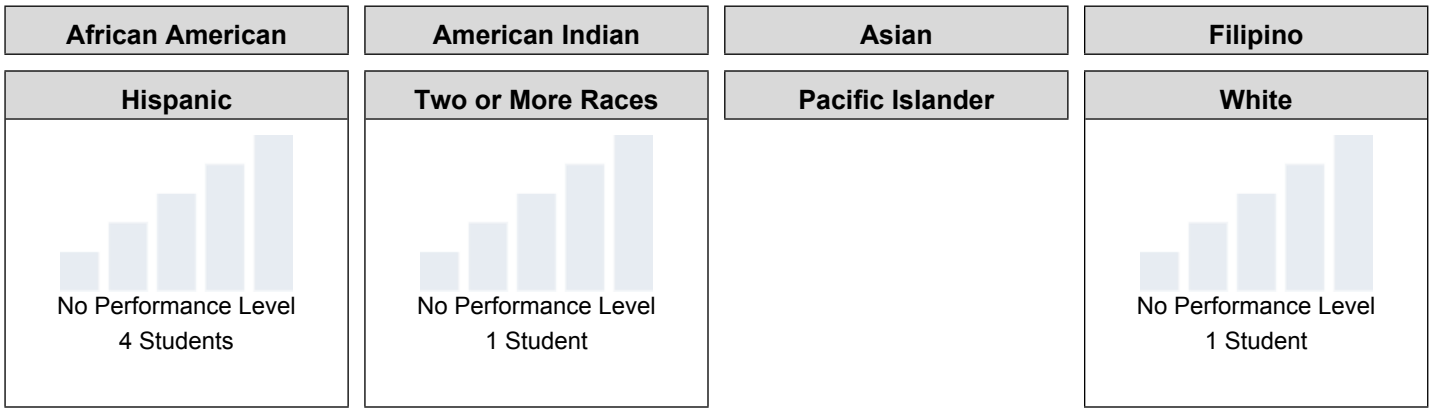 African American
American Indian
Asian
Filipino
Hispanic
No Performance Level
4 Students
Two or More Races
No Performance Level
1 Student
Pacific Islander
White
No Performance Level
1 Student